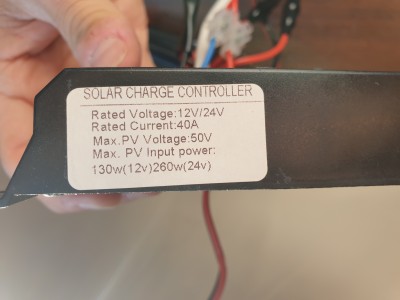 SOLAR CHARGE CONTROLLER
Rated Voltage:12V/24V
Rated Current:40A
Max.PV Voltage:50V
Max. PV Input power:
130w(12v)260w(24v)